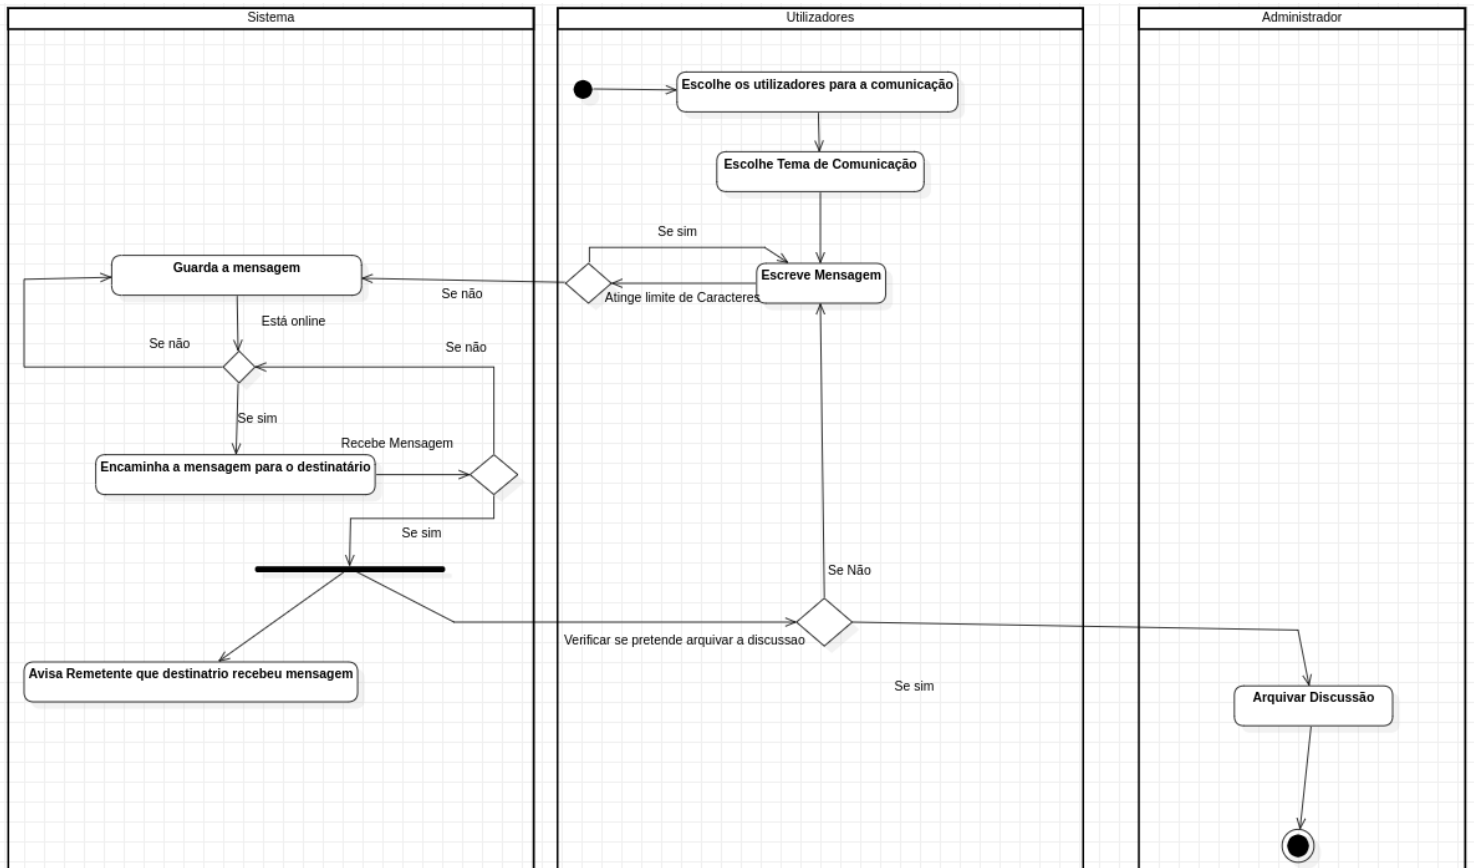 Sistema
Utilizadores
Administrador
Escolhe os utilizadores para a comunicação
Escolhe Tema de Comunicação
Se sim
Guarda a mensagem
Escreve Mensagem
Se não
Atinge limite de Caracteres
Está online
Se não
Se não
Se sim
Recebe Mensagem
Encaminha a mensagem para o destinatário
Se sim
Se Não
Verificar se pretende arquivar a discussao
Avisa Remetente que destinatrio recebeu mensagem
Se sim
Arquivar Discussão